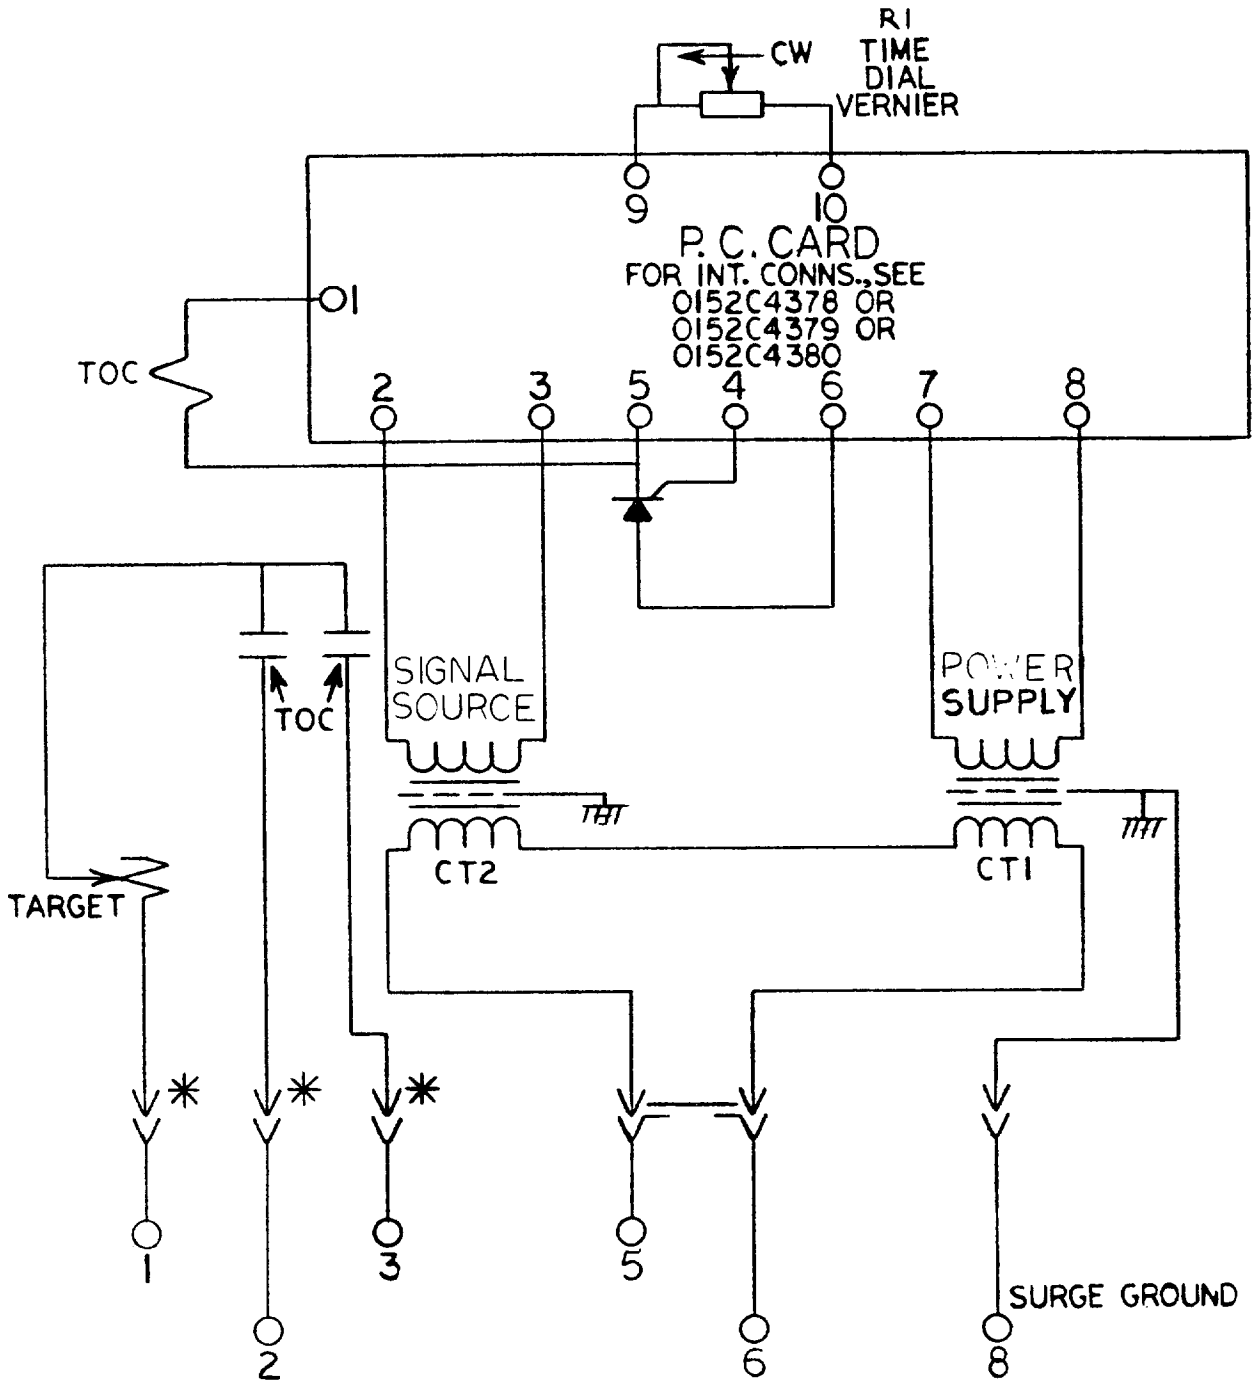 R1
TIME
DIAL
VERNIER
CW
9
10
P. C. CARD
FOR INT. CONNS., SEE
0152C4378 OR
0152C4379 OR
0152C4380
1
TOC
2
3
5
4
6
7
8
SIGNAL
SOURCE
POWER
SUPPLY
TOC
CT2
CT1
TARGET
*
*
*
1
2
3
5
6
8
SURGE GROUND